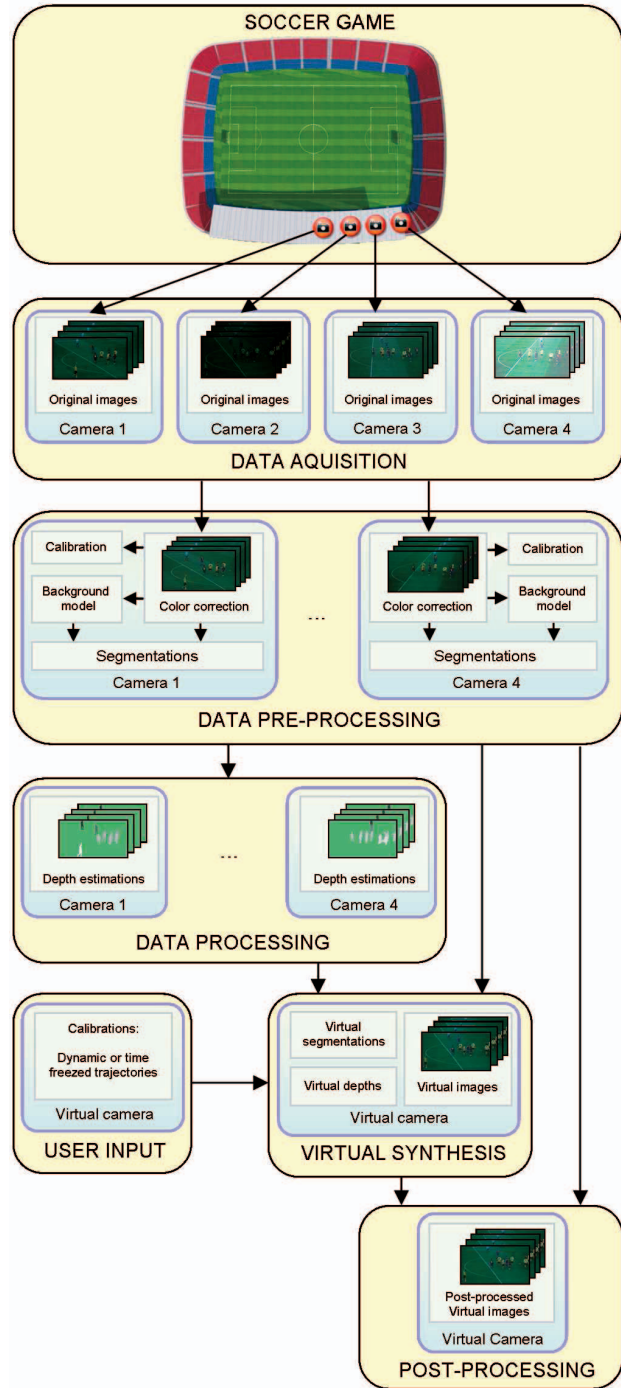 SOCCER GAME
Original images
Camera 1
Original images
Camera 2
Original images
Camera 3
Original images
Camera 4
DATA AQUISITION
Calibration
Background
model
Color correction
Segmentations
Camera 1
...
Color correction
Calibration
Background
model
Segmentations
Camera 4
DATA PRE-PROCESSING
Depth estimations
Camera 1
...
Depth estimations
Camera 4
DATA PROCESSING
Calibrations:
Dynamic or time
freezed trajectories
Virtual camera
USER INPUT
Virtual
segmentations
Virtual depths
Virtual images
Virtual camera
VIRTUAL SYNTHESIS
Post-processed
Virtual images
Virtual Camera
POST-PROCESSING